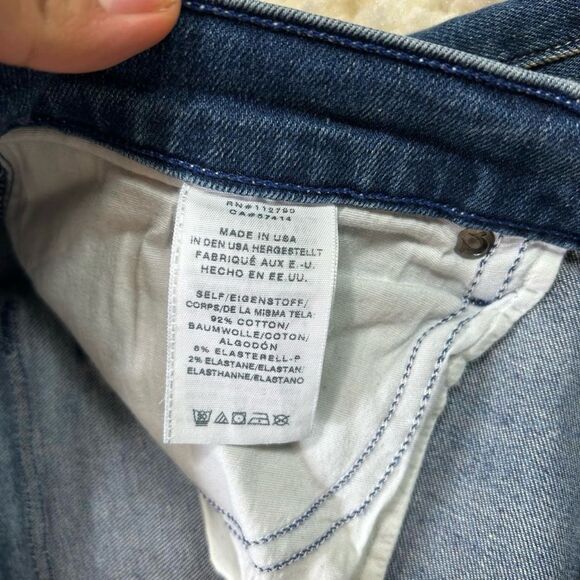 RN#112790
CA#57414
MADE IN USA
IN DEN USA HERGESTELLT
FABRIQUÉ AUX E.-U.
HECHO EN EE.UU.
SELF/EIGENSTOFF/
CORPS/DE LA MISMA TELA
92% COTTON/
BAUMWOLLE/COTON/
ALGODÓN
6% ELASTERELL-P
2% ELASTANE/ELASTAN/
ELASTHANNE/ELASTANO
30